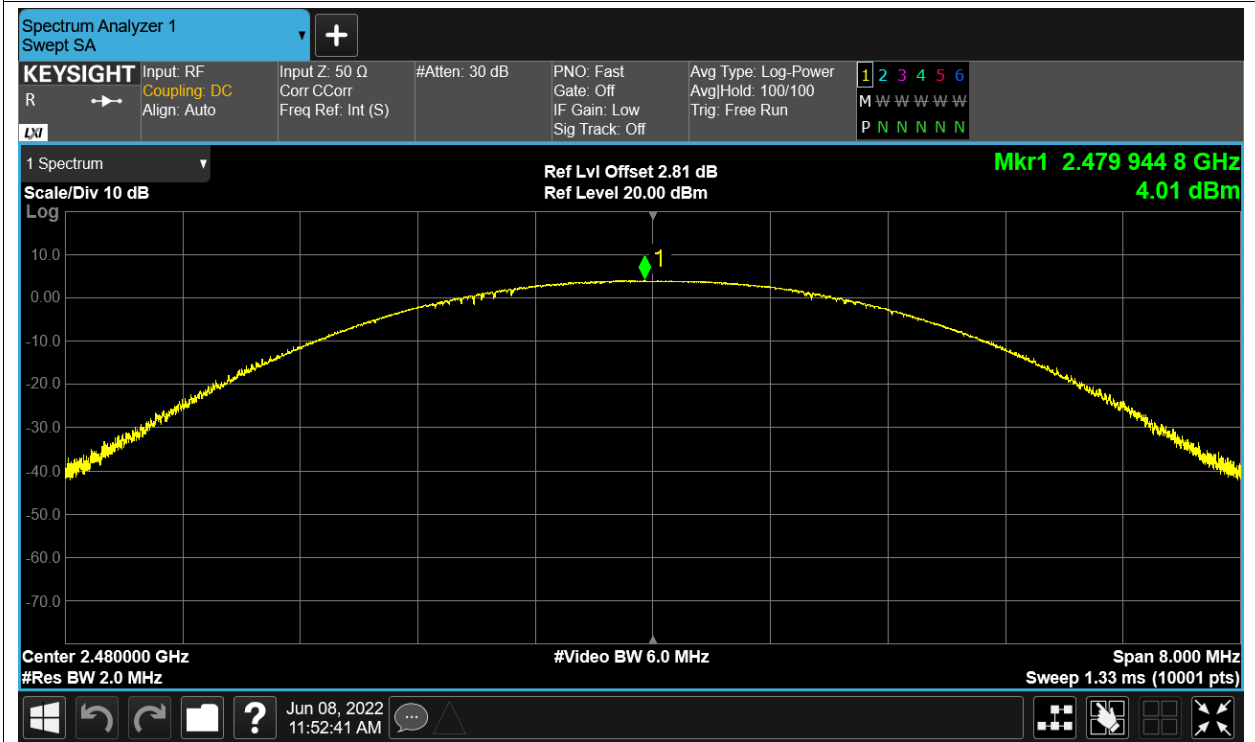 Spectrum Analyzer 1
Swept SA
+
KEYSIGHT
R
LXI
Input: RF
Coupling: DC
Align: Auto
Input Z: 50 Ω
Corr CCorr
Freq Ref: Int (S)
#Atten: 30 dB
PNO: Fast
Gate: Off
IF Gain: Low
Sig Track: Off
Avg Type: Log-Power
Avg|Hold: 100/100
Trig: Free Run
1 2 3 4 5 6
M W W W W W
P N N N N N
1 Spectrum
Scale/Div 10 dB
Ref Lvl Offset 2.81 dB
Ref Level 20.00 dBm
Mkr1 2.479 944 8 GHz
4.01 dBm
Log
10.0
0.00
-10.0
-20.0
-30.0
-40.0
-50.0
-60.0
-70.0
1
Center 2.480000 GHz
#Res BW 2.0 MHz
#Video BW 6.0 MHz
Span 8.000 MHz
Sweep 1.33 ms (10001 pts)
?
Jun 08, 2022
11:52:41 AM